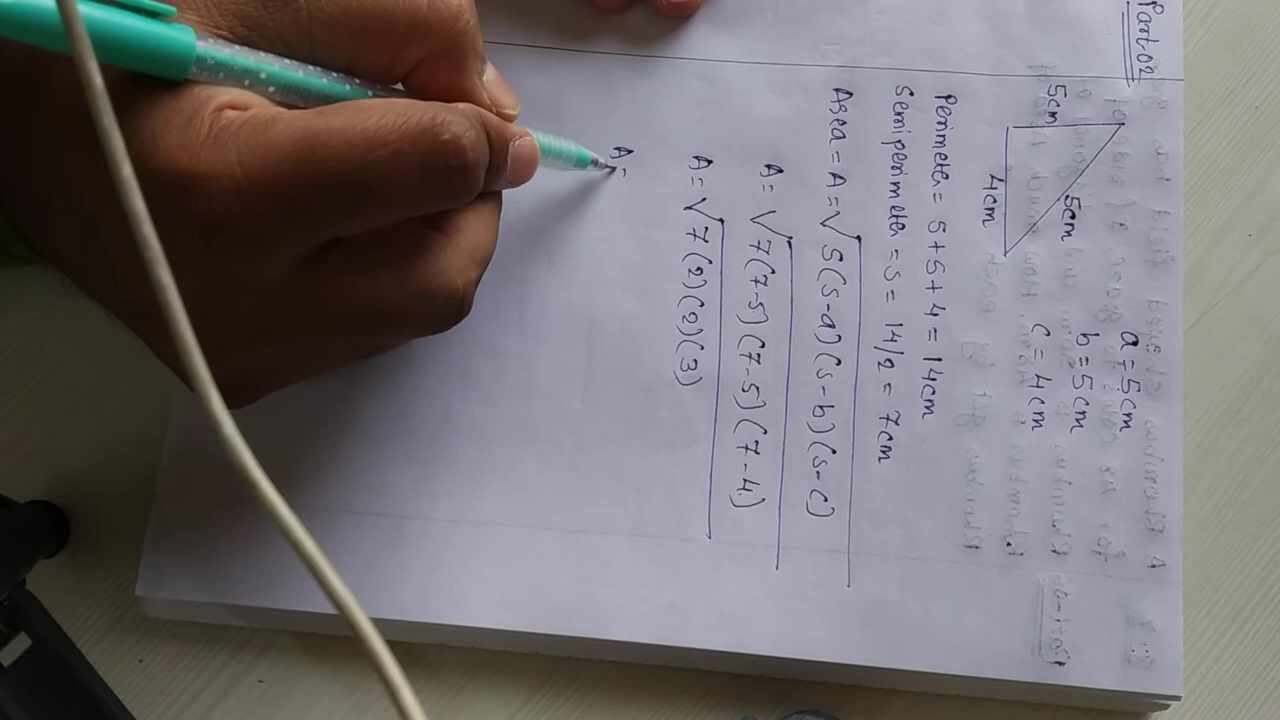 Part 02
5cm
5cm
4cm
a = 5cm
b = 5cm
c = 4cm
Perimeter = 5+5+4 = 14cm
Semiperimeter = S = 14/2 = 7cm
Area = A = √S(S-a)(S-b)(S-c)
A = √7(7-5)(7-5)(7-4)
A = √7(2)(2)(3)
A =